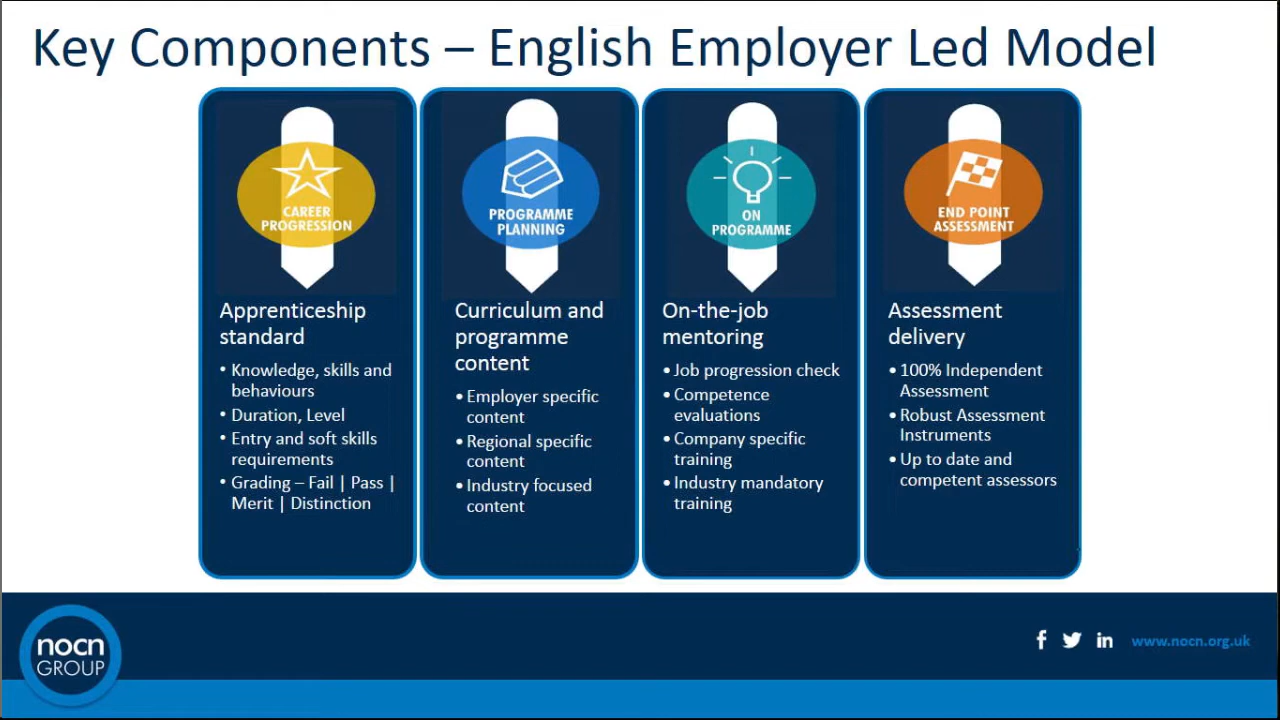 Key Components – English Employer Led Model
CAREER
PROGRESSION
Apprenticeship
standard
• Knowledge, skills and
behaviours
• Duration, Level
• Entry and soft skills
requirements
• Grading – Fail | Pass |
Merit | Distinction
PROGRAMME
PLANNING
Curriculum and
programme
content
• Employer specific
content
• Regional specific
content
• Industry focused
content
ON
PROGRAMME
On-the-job
mentoring
• Job progression check
• Competence
evaluations
• Company specific
training
• Industry mandatory
training
END POINT
ASSESSMENT
Assessment
delivery
• 100% Independent
Assessment
• Robust Assessment
Instruments
• Up to date and
competent assessors
nocn
GROUP
www.nocn.org.uk